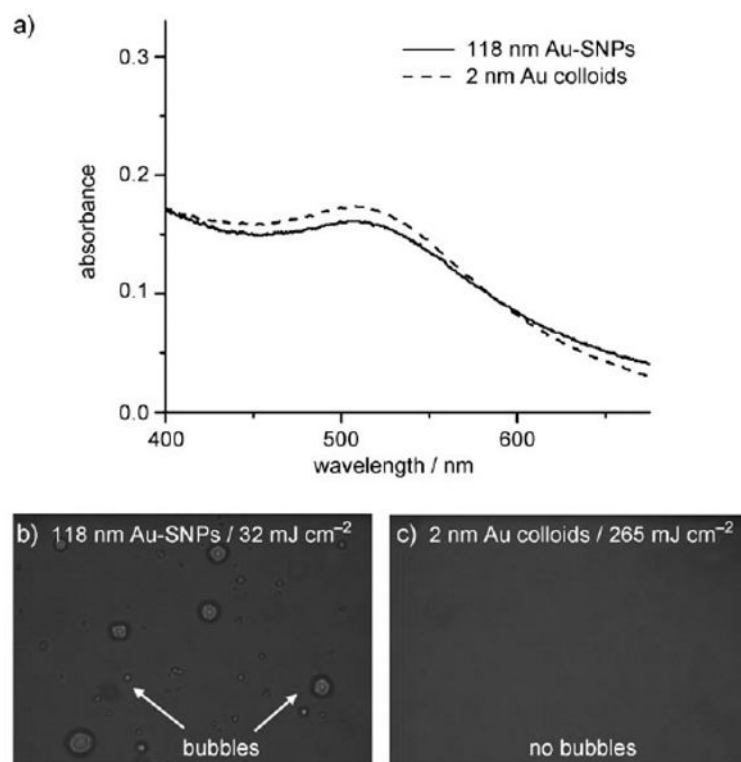 a)
0.3
0.2
0.1
0.0
absorbance
118 nm Au-SNPs
2 nm Au colloids
400
500
600
wavelength / nm
b) 118 nm Au-SNPs / 32 mJ cm⁻²
bubbles
c) 2 nm Au colloids / 265 mJ cm⁻²
no bubbles